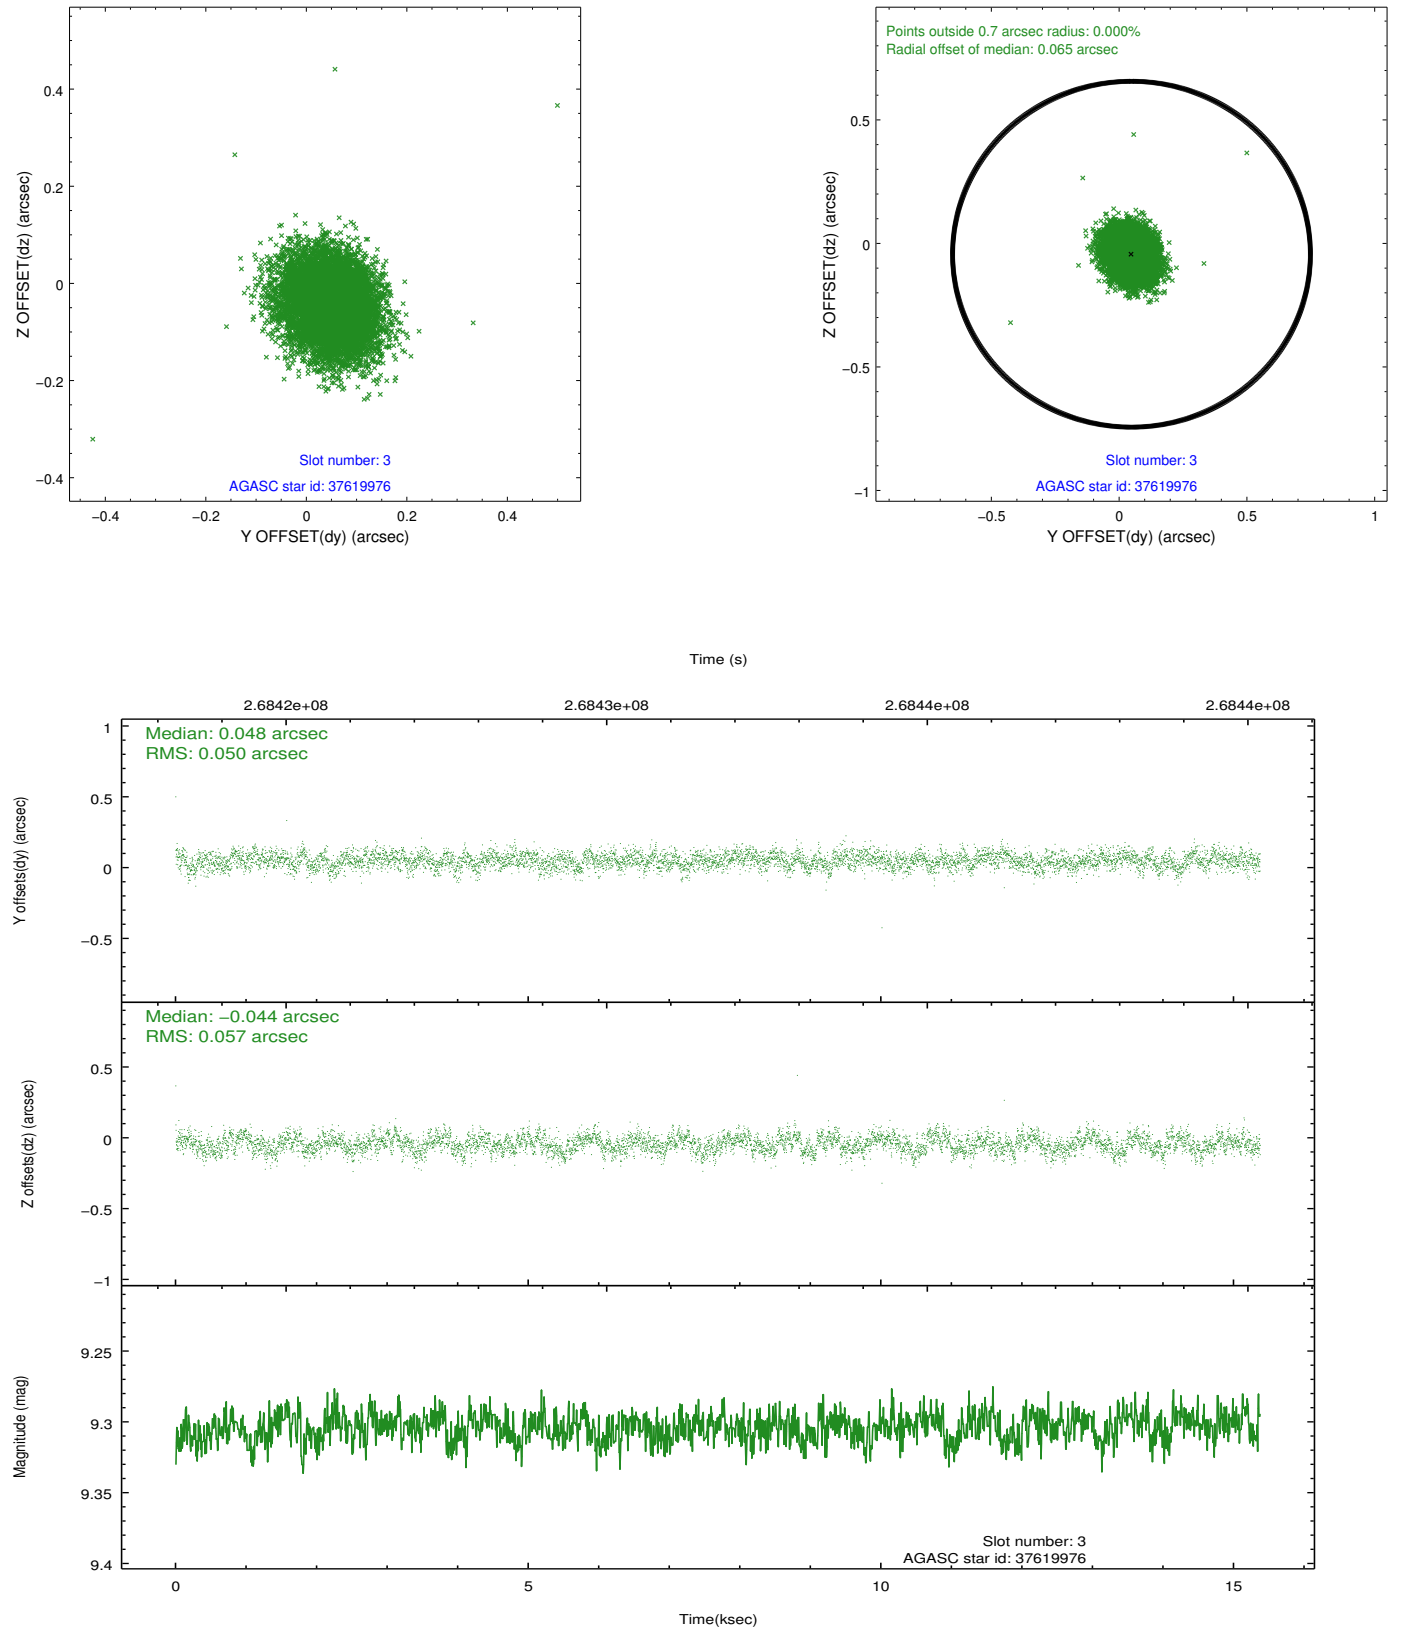 0.4
0.2
0
−0.2
−0.4
Z OFFSET(dz) (arcsec)
Slot number: 3
AGASC star id: 37619976
−0.4 −0.2 0 0.2 0.4
Y OFFSET(dy) (arcsec)
Points outside 0.7 arcsec radius: 0.000%
Radial offset of median: 0.065 arcsec
0.5
0
−0.5
−1
Z OFFSET(dz) (arcsec)
Slot number: 3
AGASC star id: 37619976
−0.5 0 0.5 1
Y OFFSET(dy) (arcsec)
Time (s)
2.6842e+08 2.6843e+08 2.6844e+08 2.6844e+08
Median: 0.048 arcsec
RMS: 0.050 arcsec
1
0.5
0
−0.5
Y offsets(dy) (arcsec)
Median: −0.044 arcsec
RMS: 0.057 arcsec
0.5
0
−0.5
−1
Z offsets(dz) (arcsec)
9.25
9.3
9.35
9.4
Magnitude (mag)
Slot number: 3
AGASC star id: 37619976
0 5 10 15
Time(ksec)